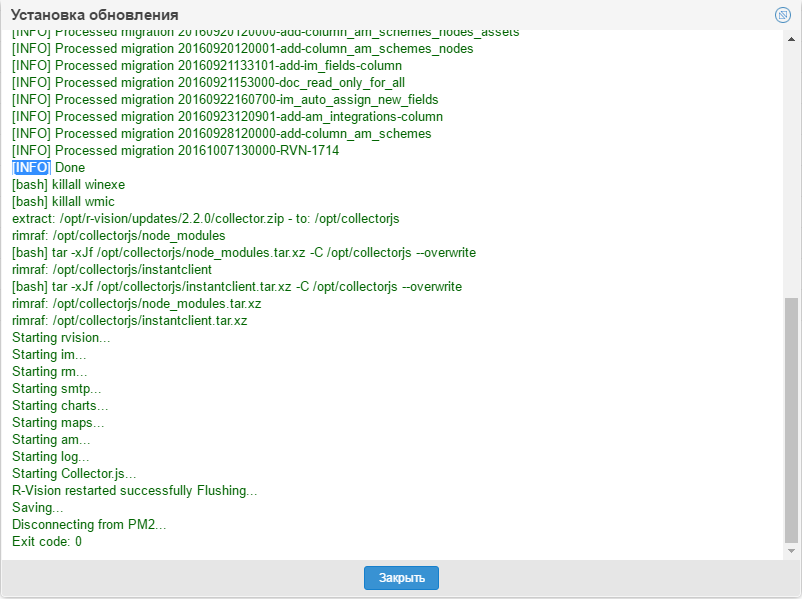 Установка обновления
[INFO] Processed migration 20160920120000-add-column_am_schemes_nodes_assets
[INFO] Processed migration 20160920120001-add-column_am_schemes_nodes
[INFO] Processed migration 20160921133101-add-im_fields-column
[INFO] Processed migration 20160921153000-doc_read_only_for_all
[INFO] Processed migration 20160922160700-im_auto_assign_new_fields
[INFO] Processed migration 20160923120901-add-am_integrations-column
[INFO] Processed migration 20160928120000-add-column_am_schemes
[INFO] Processed migration 20161007130000-RVN-1714
[INFO] Done
[bash] killall winexe
[bash] killall wmic
extract: /opt/r-vision/updates/2.2.0/collector.zip - to: /opt/collectorjs
rimraf: /opt/collectorjs/node_modules
[bash] tar -xJf /opt/collectorjs/node_modules.tar.xz -C /opt/collectorjs --overwrite
rimraf: /opt/collectorjs/instantclient
[bash] tar -xJf /opt/collectorjs/instantclient.tar.xz -C /opt/collectorjs --overwrite
rimraf: /opt/collectorjs/node_modules.tar.xz
rimraf: /opt/collectorjs/instantclient.tar.xz
Starting rvision...
Starting im...
Starting rm...
Starting smtp...
Starting charts...
Starting maps...
Starting am...
Starting log...
Starting Collector.js...
R-Vision restarted successfully Flushing...
Saving...
Disconnecting from PM2...
Exit code: 0
Закрыть